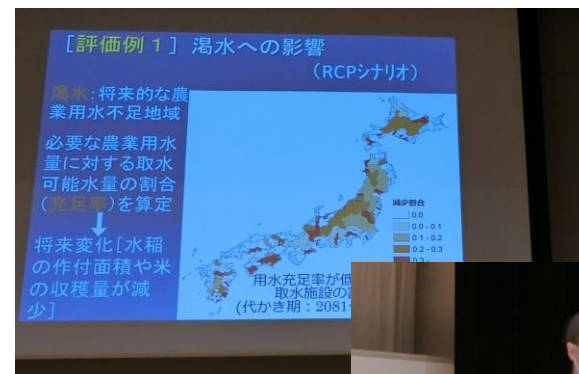 ［評価例１］渇水への影響
（RCPシナリオ）
渇水：将来的な農
業用水不足地域
必要な農業用水
量に対する取水
可能水量の割合
（充足率）を算定
将来変化［水稲
の作付面積や米
の収穫量が減
少］
減少割合
0.0
0.0 - 0.1
0.1 - 0.2
0.2 - 0.3
0.3 -
用水充足率が低
取水施設の
（代かき期：2081